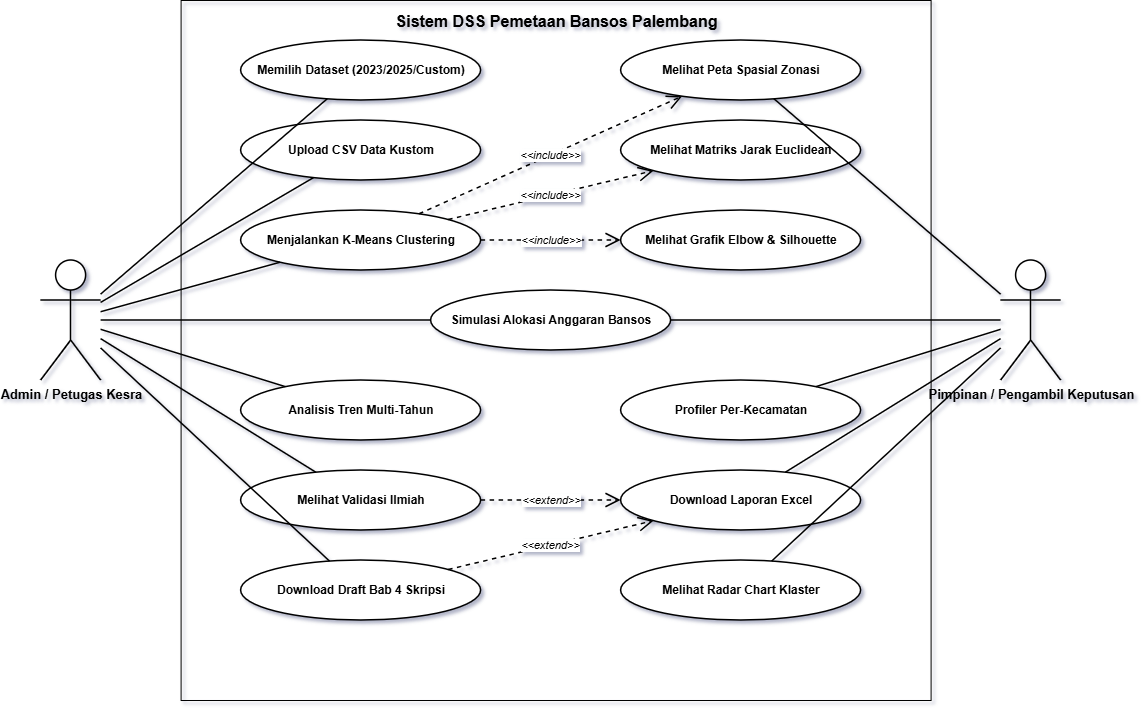 Sistem DSS Pemetaan Bansos Palembang
Memilih Dataset (2023/2025/Custom)
Melihat Peta Spasial Zonasi
Upload CSV Data Kustom
<<include>>
Melihat Matriks Jarak Euclidean
<<include>>
Menjalankan K-Means Clustering
<<include>>
Melihat Grafik Elbow & Silhouette
Simulasi Alokasi Anggaran Bansos
Admin / Petugas Kesra
Pimpinan / Pengambil Keputusan
Analisis Tren Multi-Tahun
Profiler Per-Kecamatan
Melihat Validasi Ilmiah
<<extend>>
Download Laporan Excel
<<extend>>
Download Draft Bab 4 Skripsi
Melihat Radar Chart Klaster